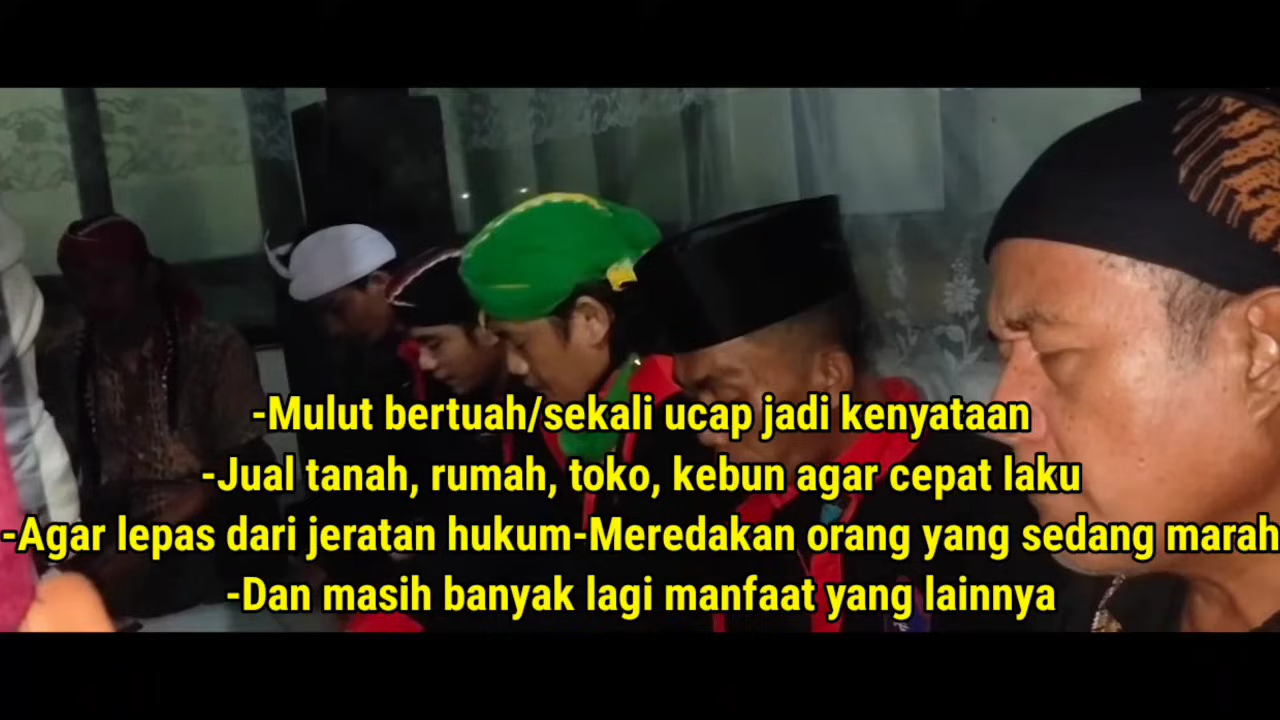 -Mulut bertuah/sekali ucap jadi kenyataan
-Jual tanah, rumah, toko, kebun agar cepat laku
-Agar lepas dari jeratan hukum-Meredakan orang yang sedang marah
-Dan masih banyak lagi manfaat yang lainnya